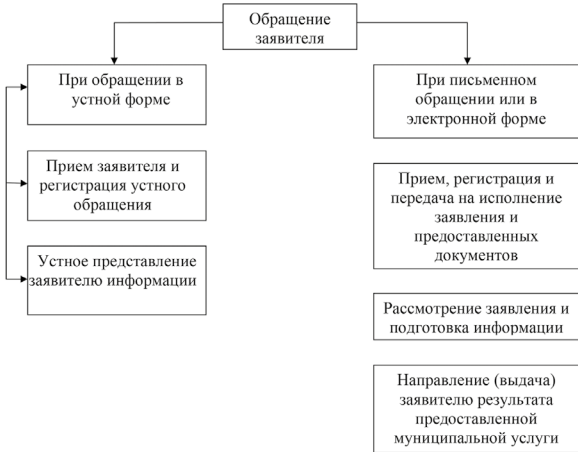 Обращение
заявителя
При обращении в
устной форме
Прием заявителя и
регистрация устного
обращения
Устное представление
заявителю информации
При письменном
обращении или в
электронной форме
Прием, регистрация и
передача на исполнение
заявления и
предоставленных
документов
Рассмотрение заявления и
подготовка информации
Направление (выдача)
заявителю результата
предоставленной
муниципальной услуги